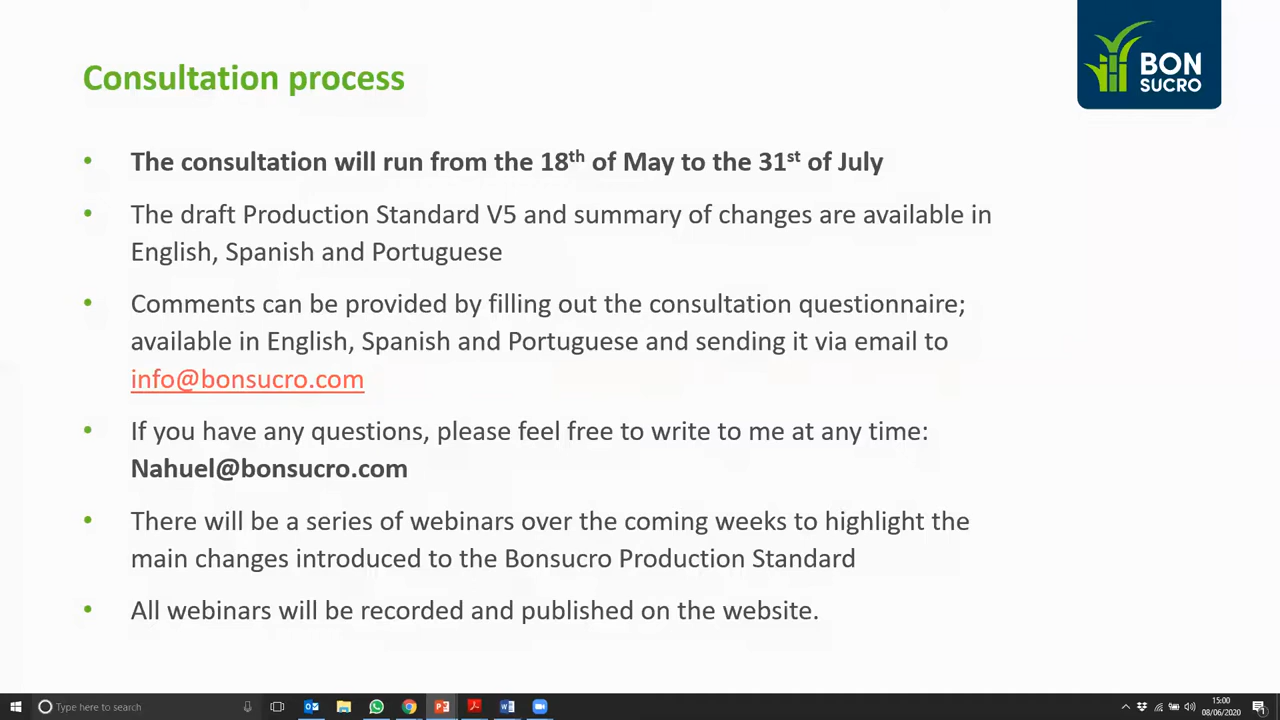 Consultation process
BON
SUCRO
• The consultation will run from the 18th of May to the 31st of July
• The draft Production Standard V5 and summary of changes are available in
English, Spanish and Portuguese
• Comments can be provided by filling out the consultation questionnaire;
available in English, Spanish and Portuguese and sending it via email to
info@bonsucro.com
• If you have any questions, please feel free to write to me at any time:
Nahuel@bonsucro.com
• There will be a series of webinars over the coming weeks to highlight the
main changes introduced to the Bonsucro Production Standard
• All webinars will be recorded and published on the website.
Type here to search
15:00
08/06/2020